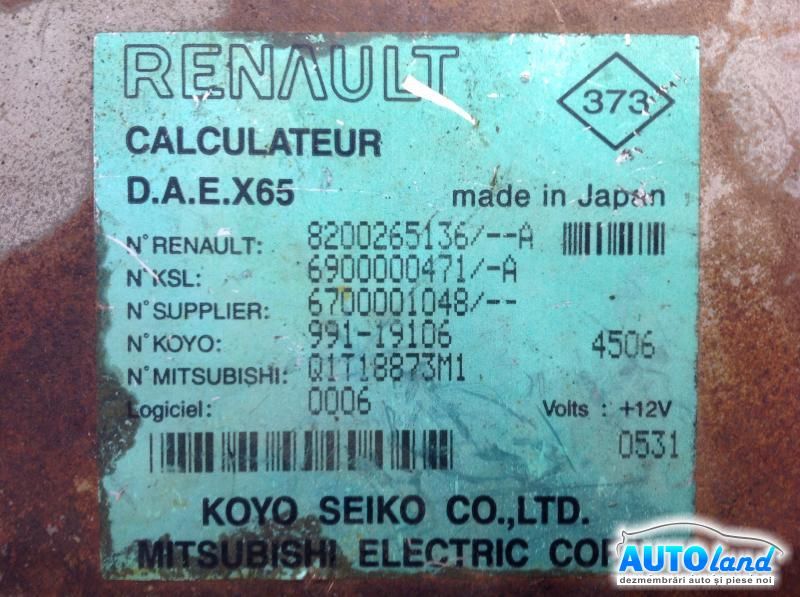 RENAULT
373
CALCULATEUR
D.A.E.X65 made in Japan
N° RENAULT: 8200265136/--A
N° KSL: 6900000471/-A
N° SUPPLIER: 6700001048/--
N° KOYO: 991-19106 4506
N° MITSUBISHI: Q1T18873M1
Logiciel: 0006 Volts : +12V
0531
KOYO SEIKO CO.,LTD.
MITSUBISHI ELECTRIC
AUTOland
dezmembrări auto și piese noi